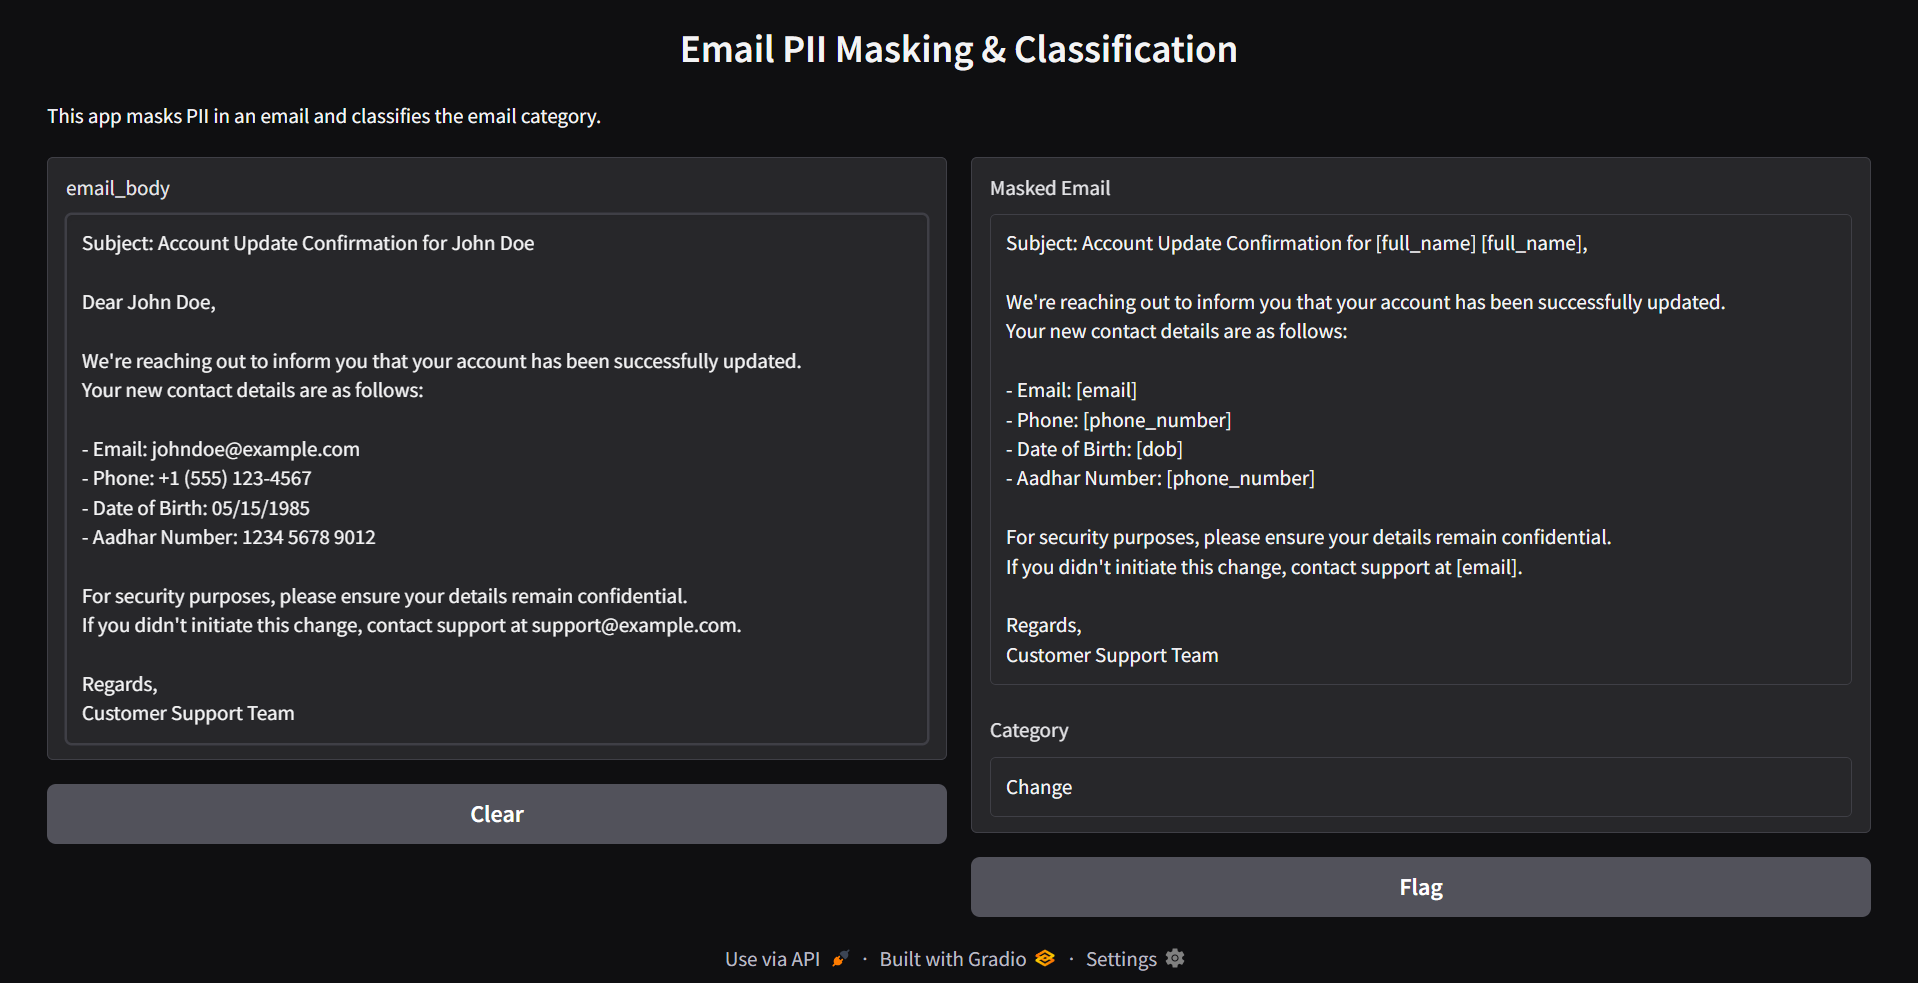 Email PII Masking & Classification
This app masks PII in an email and classifies the email category.
email_body
Subject: Account Update Confirmation for John Doe
Dear John Doe,
We're reaching out to inform you that your account has been successfully updated.
Your new contact details are as follows:
- Email: johndoe@example.com
- Phone: +1 (555) 123-4567
- Date of Birth: 05/15/1985
- Aadhar Number: 1234 5678 9012
For security purposes, please ensure your details remain confidential.
If you didn't initiate this change, contact support at support@example.com.
Regards,
Customer Support Team
Clear
Masked Email
Subject: Account Update Confirmation for [full_name] [full_name],
We're reaching out to inform you that your account has been successfully updated.
Your new contact details are as follows:
- Email: [email]
- Phone: [phone_number]
- Date of Birth: [dob]
- Aadhar Number: [phone_number]
For security purposes, please ensure your details remain confidential.
If you didn't initiate this change, contact support at [email].
Regards,
Customer Support Team
Category
Change
Flag
Use via API · Built with Gradio · Settings